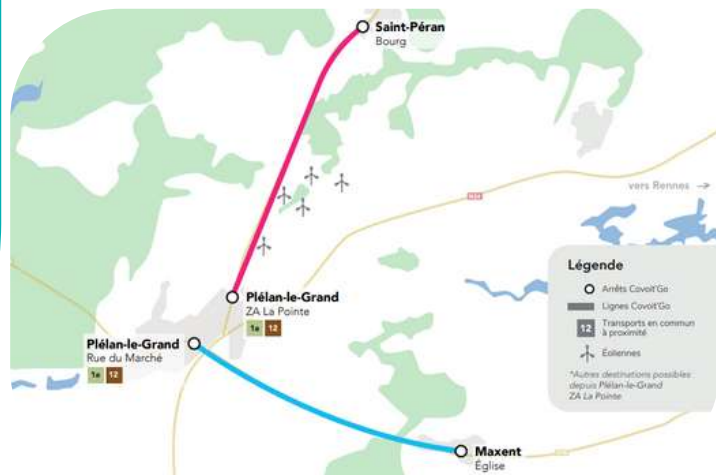 Saint-Péran
Bourg
vers Rennes →
N24
Plélan-le-Grand
ZA La Pointe
1a 12
Plélan-le-Grand
Rue du Marché
1a 12
Maxent
Église
Légende
Arrêts Covoit'Go
Lignes Covoit'Go
12 Transports en commun
à proximité
Éoliennes
*Autres destinations possibles
depuis Plélan-le-Grand
ZA La Pointe